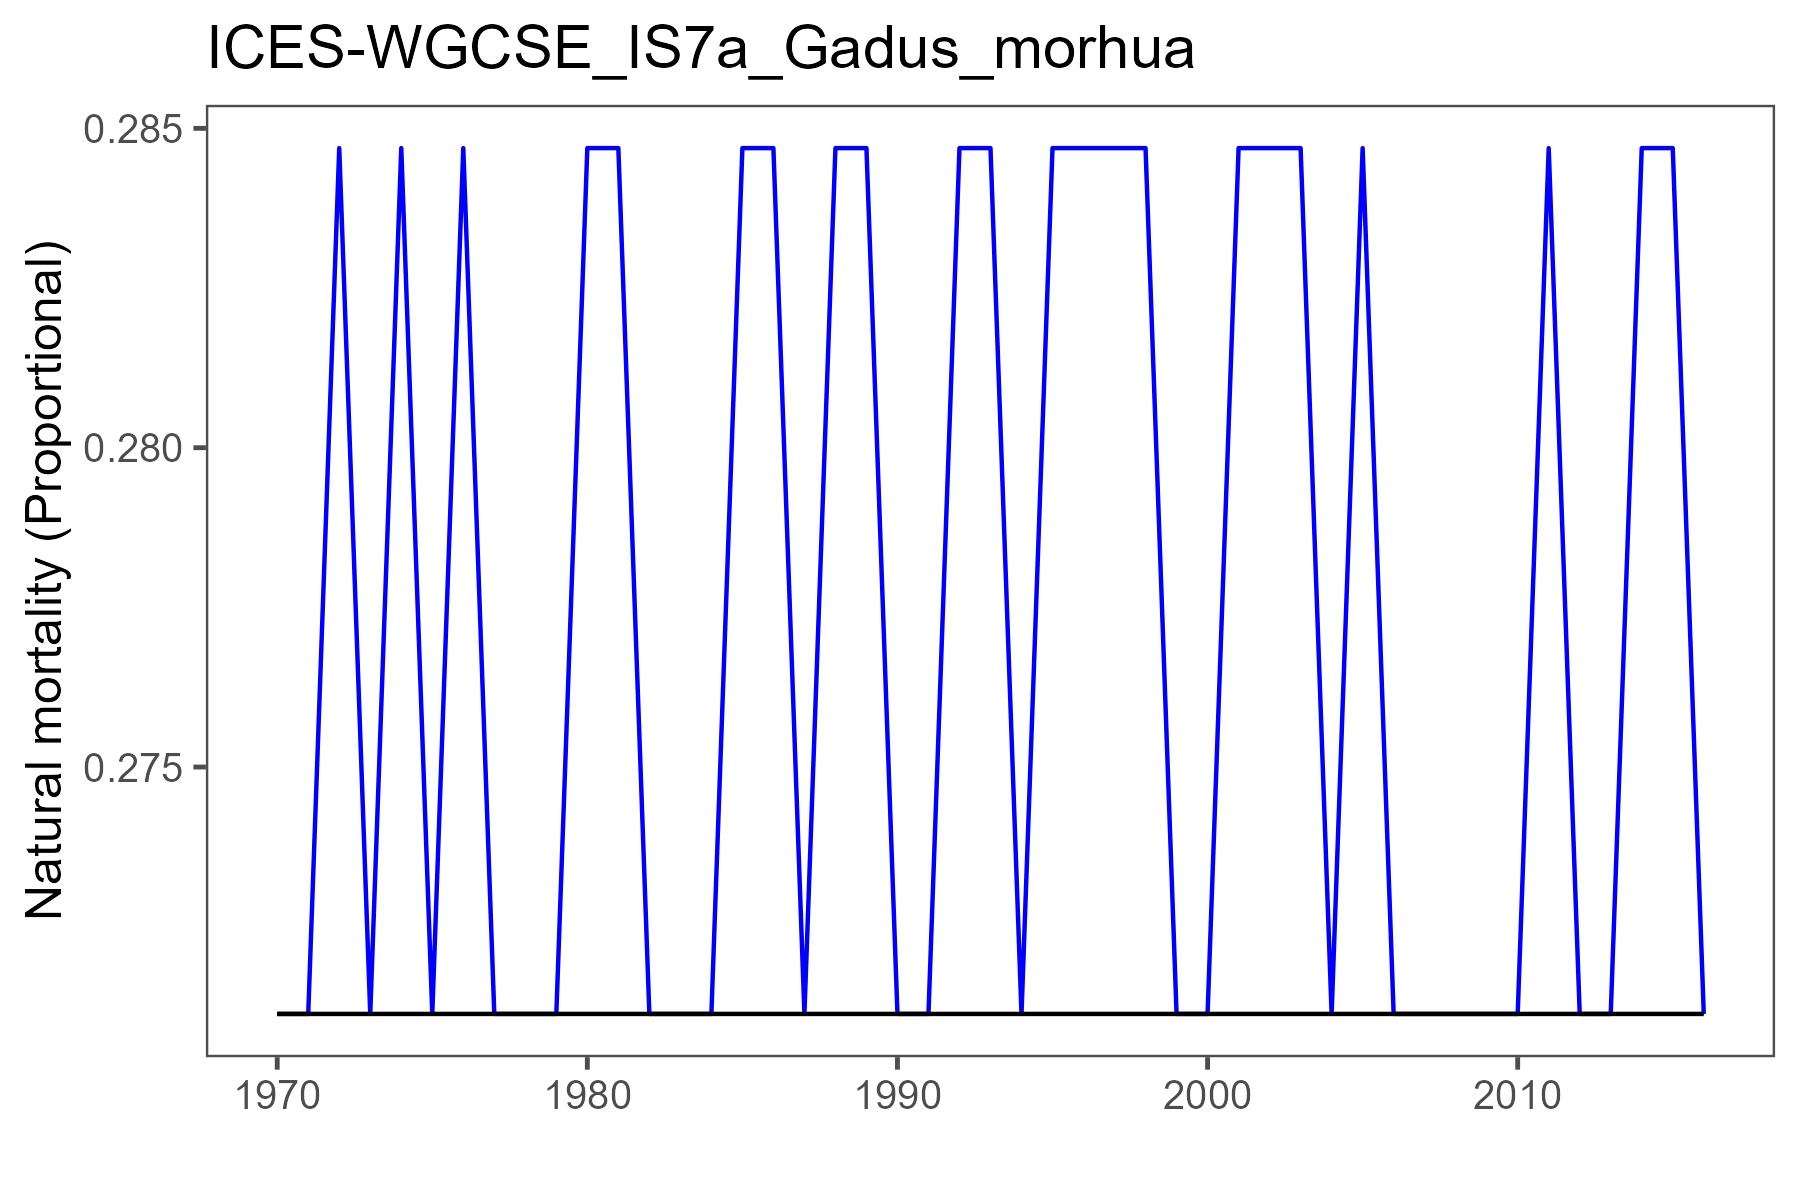 ICES-WGCSE_IS7a_Gadus_morhua
Natural mortality (Proportional)
0.285
0.280
0.275
1970 1980 1990 2000 2010